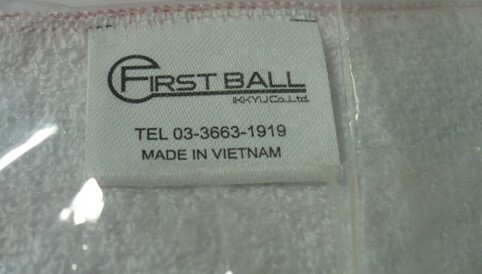 FIRST BALL
IKKYU Co., Ltd.
TEL 03-3663-1919
MADE IN VIETNAM